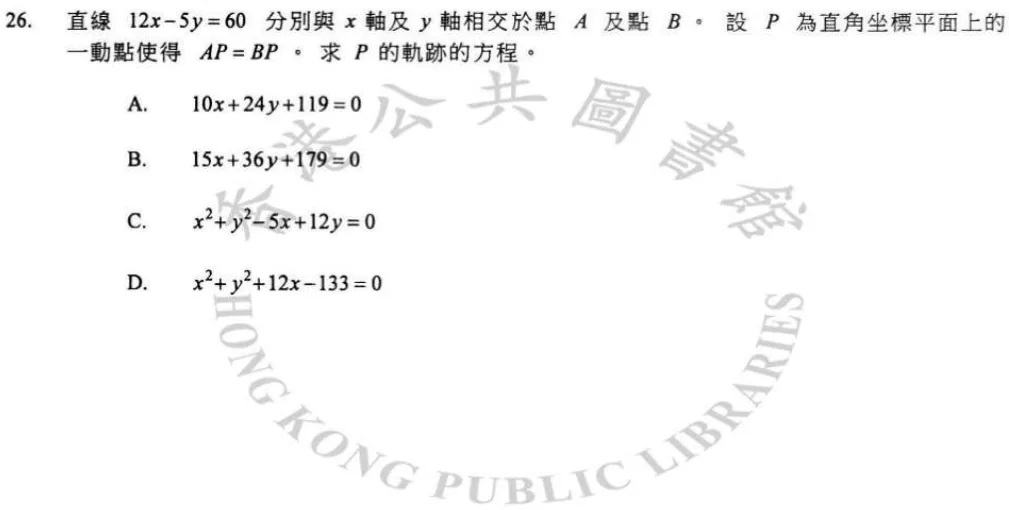 26. 直線 12x−5y=60 分別與 x 軸及 y 軸相交於點 A 及點 B。設 P 為直角坐標平面上的
一動點使得 AP=BP。求 P 的軌跡的方程。
A. 10x+24y+119=0
B. 15x+36y+179=0
C. x²+y²−5x+12y=0
D. x²+y²+12x−133=0
香港公共圖書館
HONG KONG PUBLIC LIBRARIES